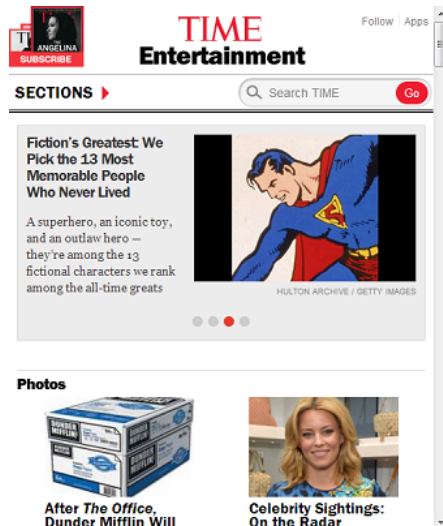 TIME
Entertainment
Follow
Apps
ANGELINA
SUBSCRIBE
SECTIONS
Search TIME
Go
Fiction's Greatest: We
Pick the 13 Most
Memorable People
Who Never Lived
A superhero, an iconic toy,
and an outlaw hero —
they're among the 13
fictional characters we rank
among the all-time greats
S
HULTON ARCHIVE / GETTY IMAGES
Photos
DUNDER
MIFFLIN
DUNDER
MIFFLIN
After The Office,
Dunder Mifflin Will
Celebrity Sightings:
On the Radar